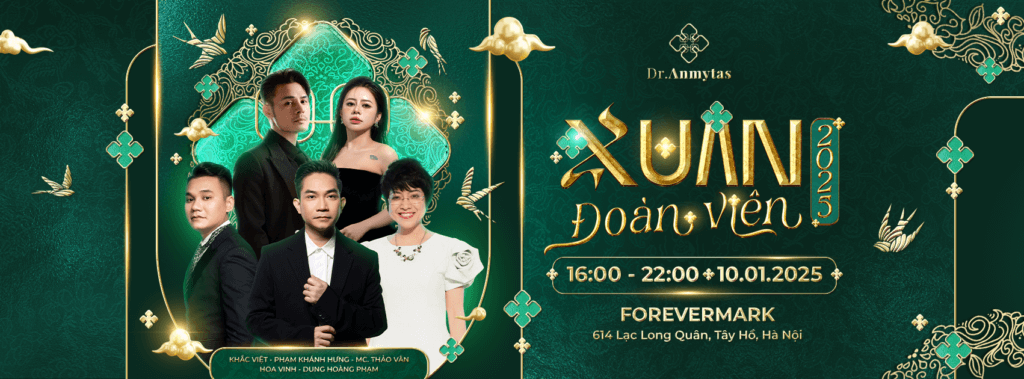 Dr.Anmytas
XUAN
2025
Đoàn Viên
16:00 - 22:00 10.01.2025
FOREVERMARK
614 Lạc Long Quân, Tây Hồ, Hà Nội
KHẮC VIỆT - PHẠM KHÁNH HƯNG - MC. THẢO VÂN
HOA VINH - DUNG HOÀNG PHẠM